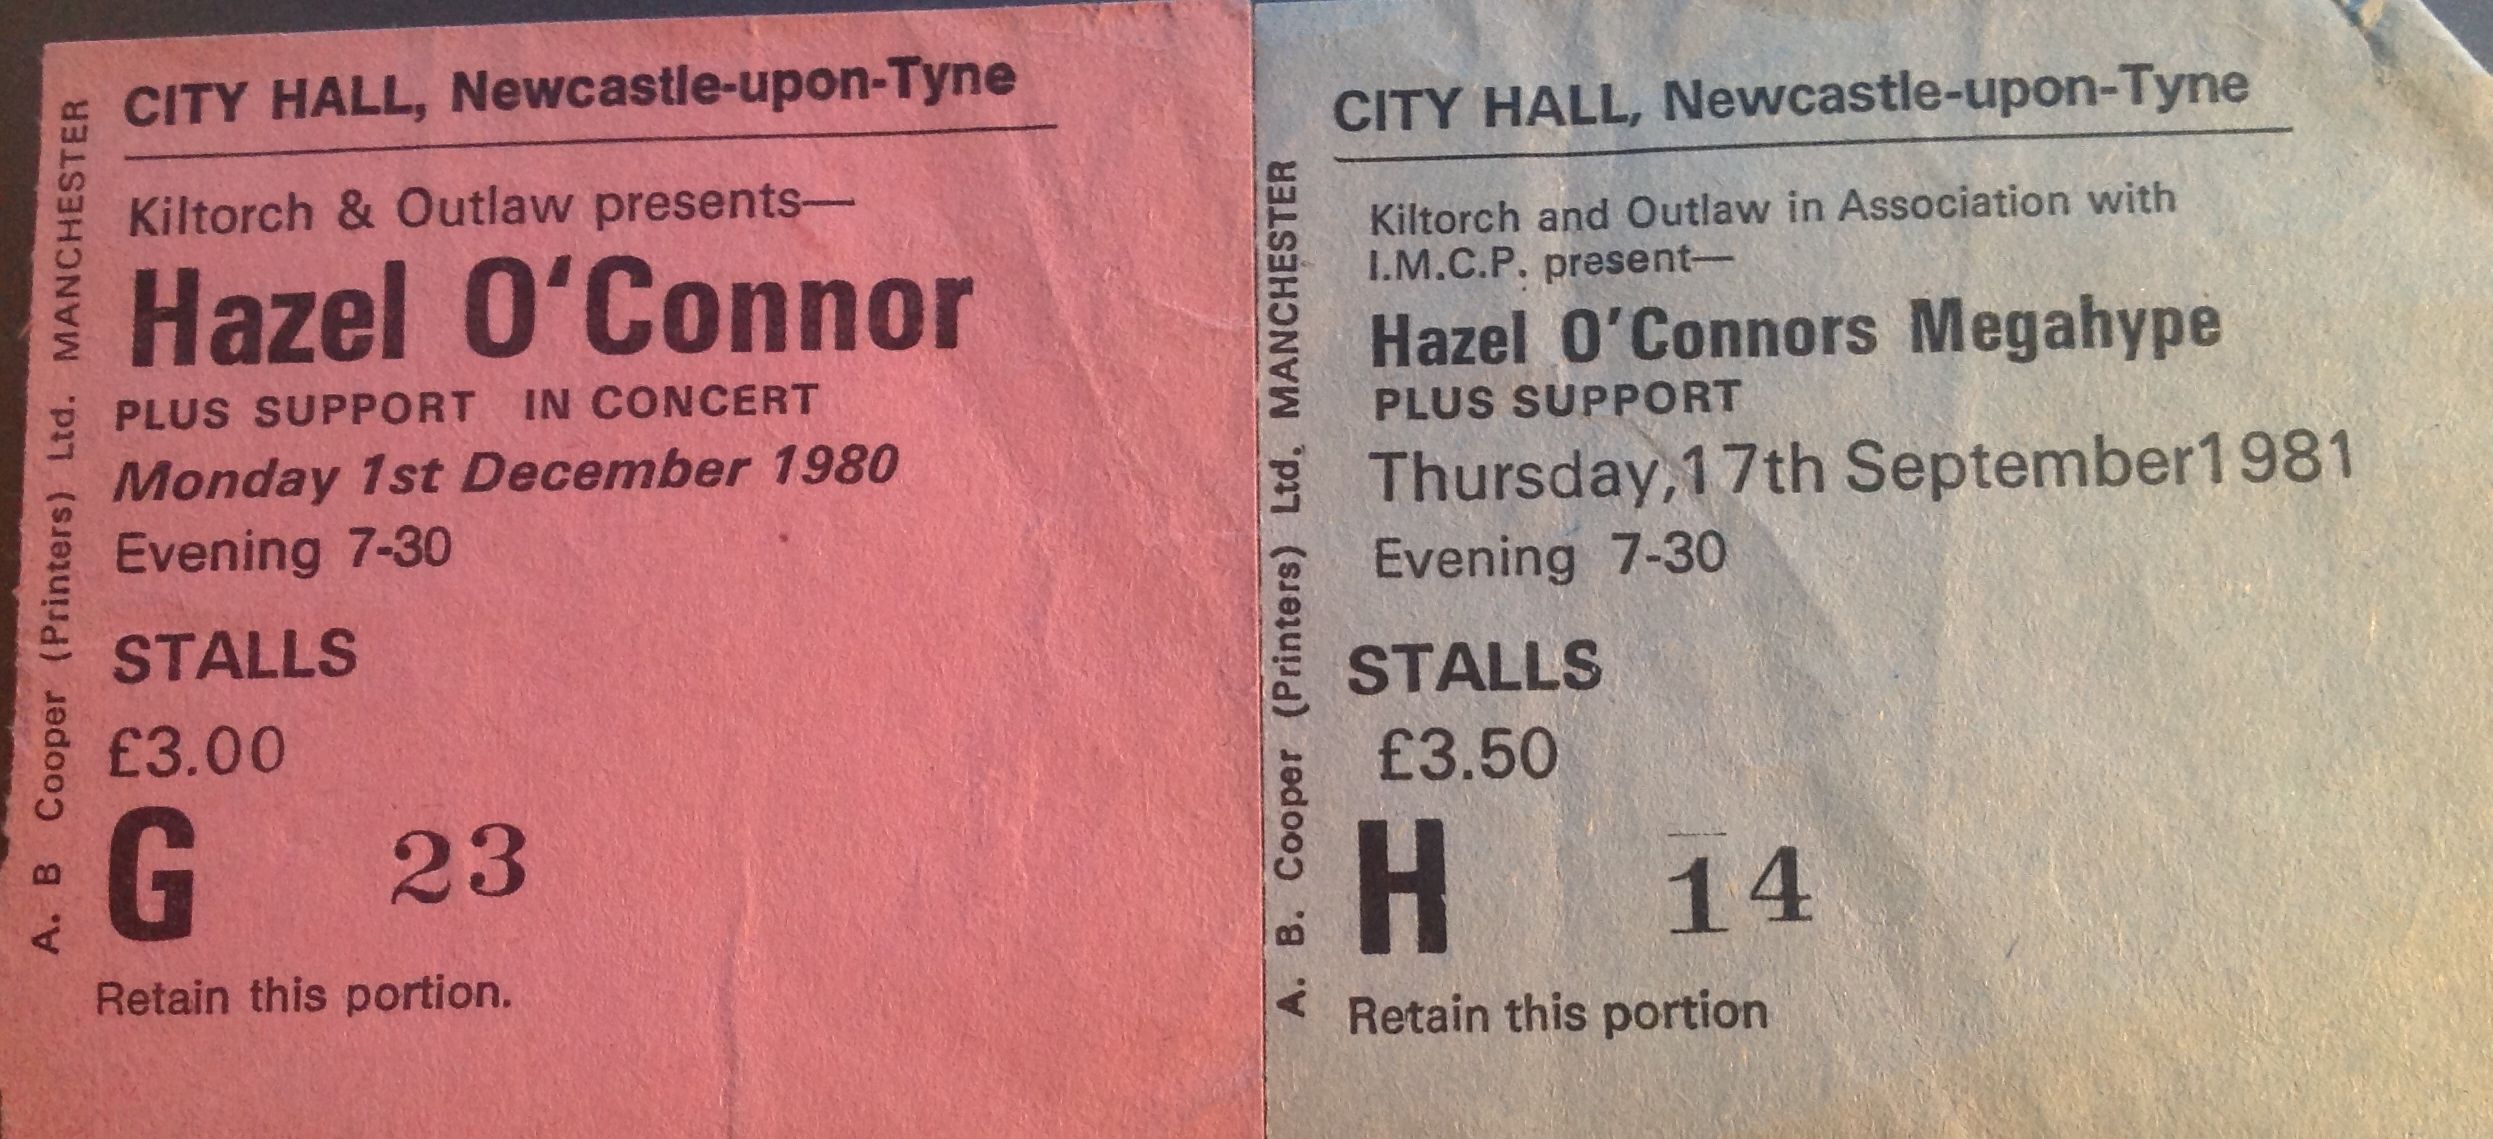 CITY HALL, Newcastle-upon-Tyne
Kiltorch & Outlaw presents—
Hazel O'Connor
PLUS SUPPORT IN CONCERT
Monday 1st December 1980
Evening 7-30
STALLS
£3.00
G 23
Retain this portion.
A. B Cooper (Printers) Ltd. MANCHESTER
CITY HALL, Newcastle-upon-Tyne
Kiltorch and Outlaw in Association with
I.M.C.P. present—
Hazel O'Connors Megahype
PLUS SUPPORT
Thursday,17th September1981
Evening 7-30
STALLS
£3.50
H 14
Retain this portion
A. B. Cooper (Printers) Ltd. MANCHESTER